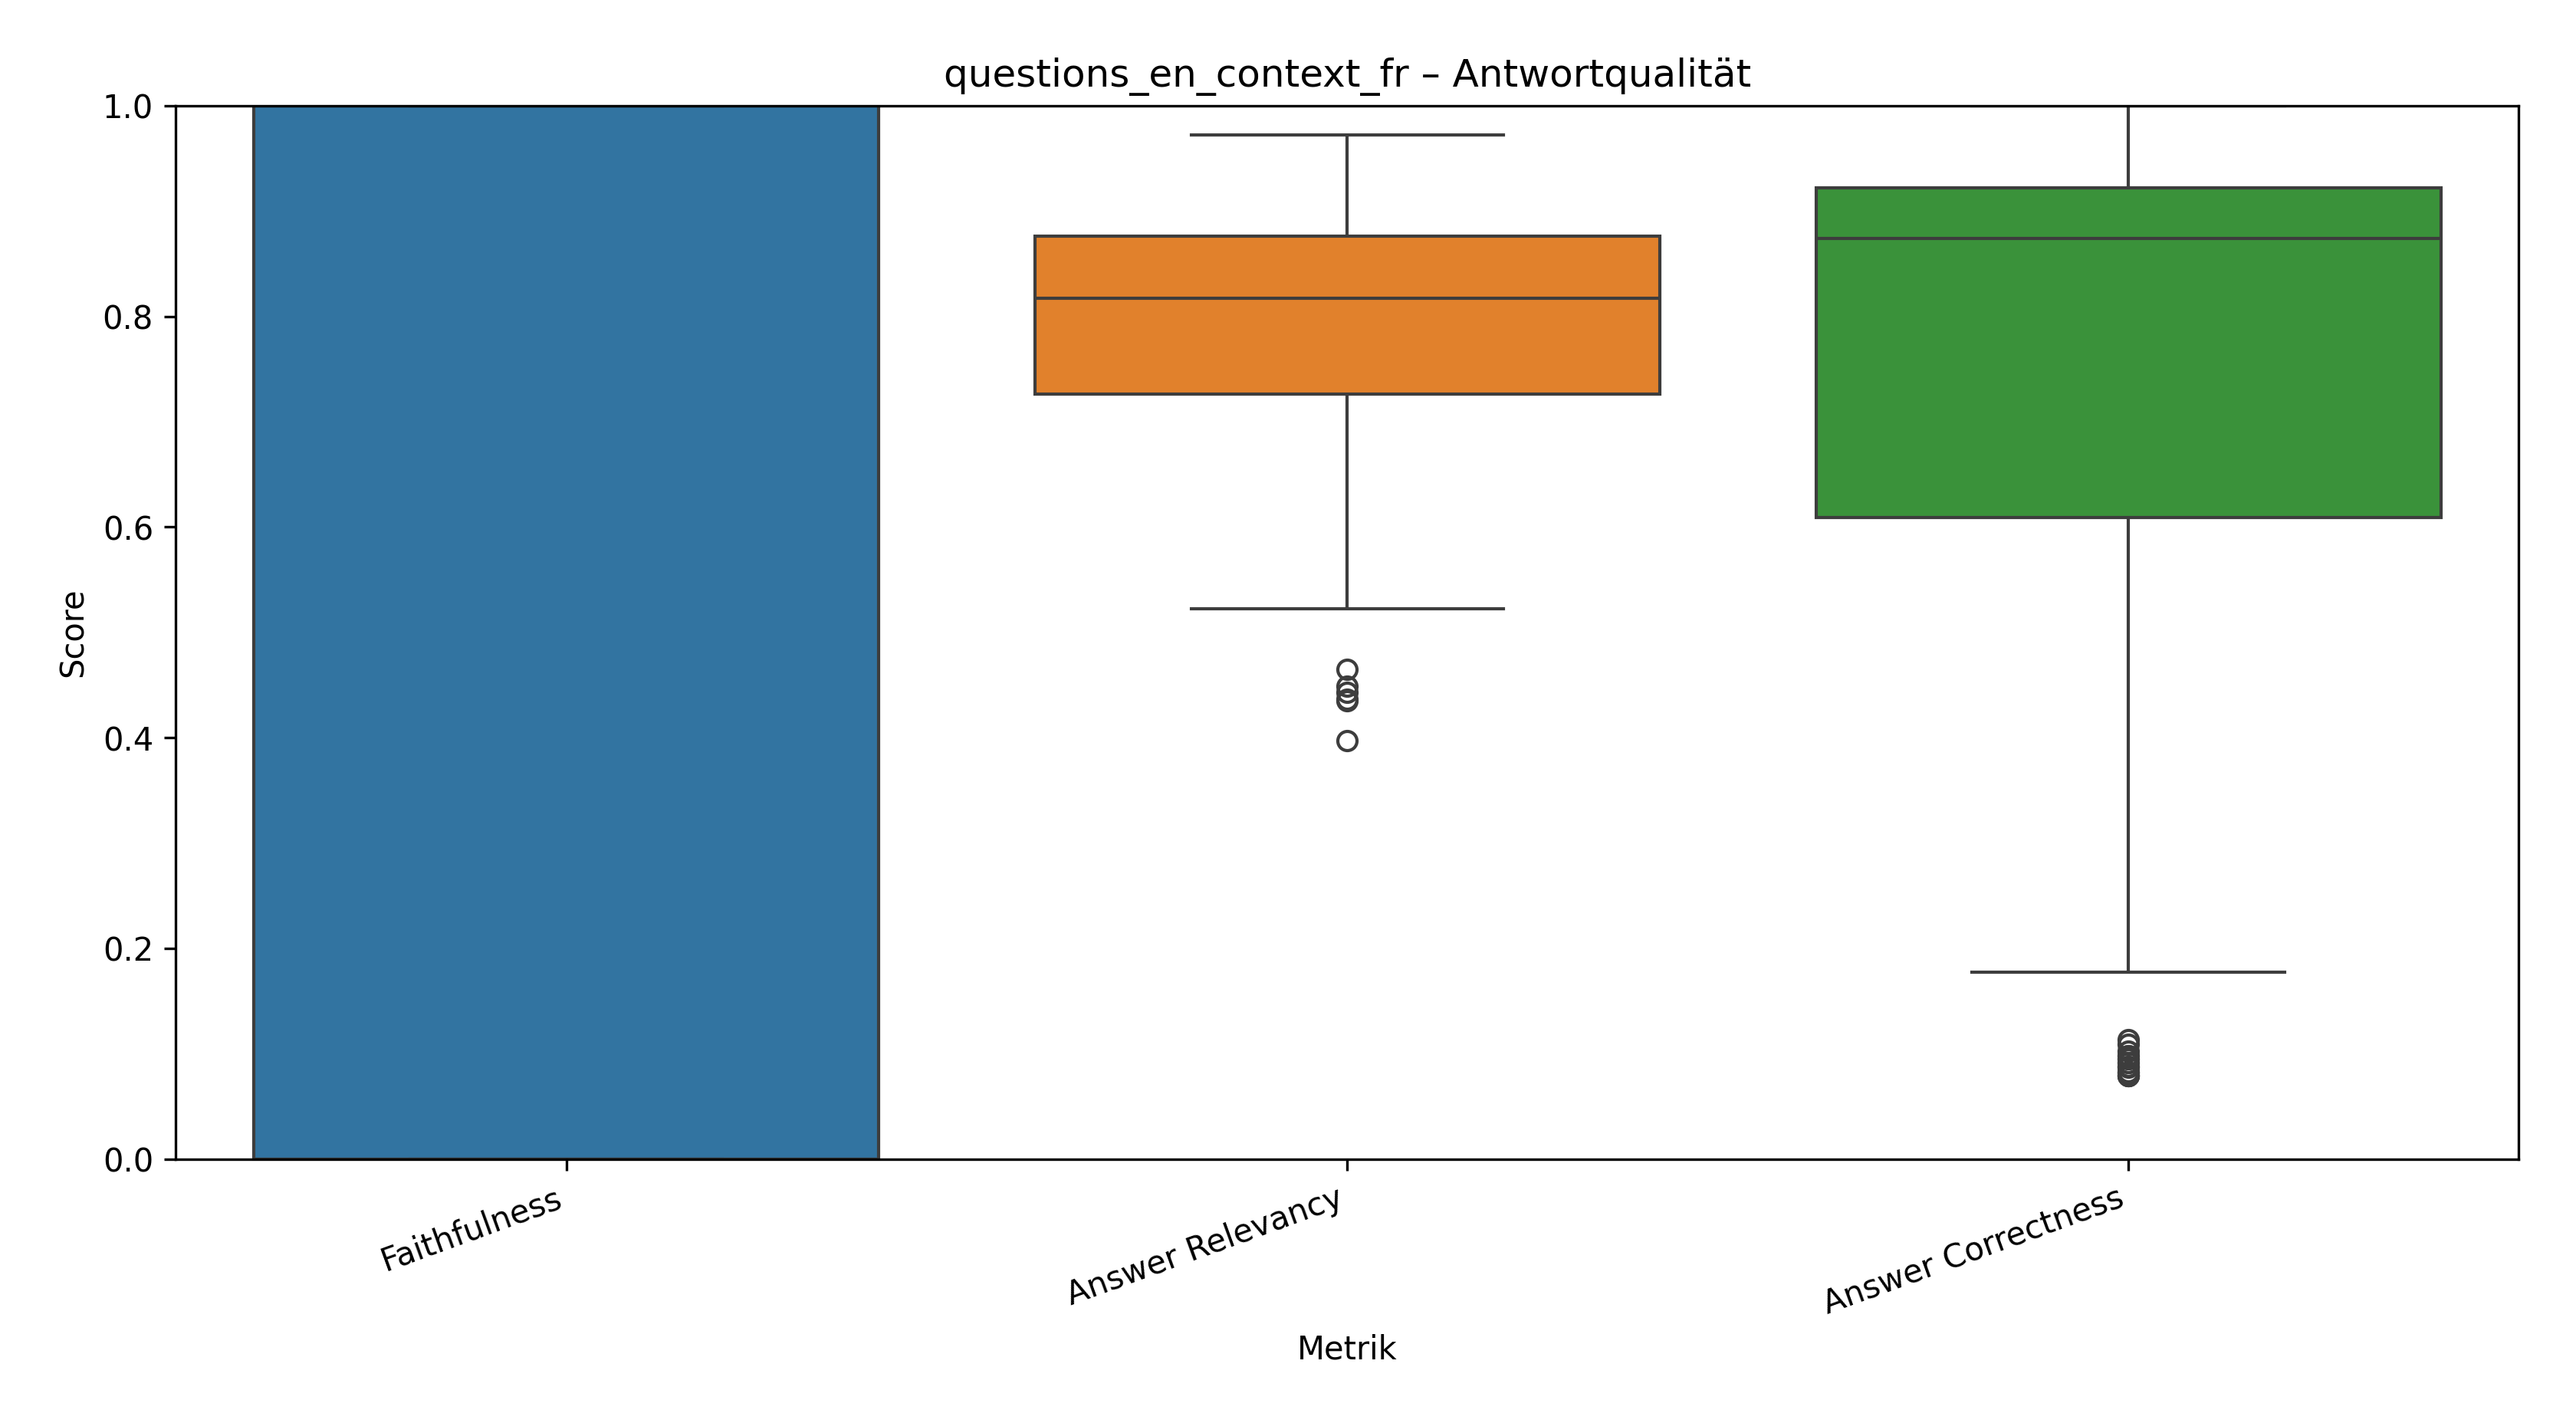 questions_en_context_fr – Antwortqualität
1.0
0.8
0.6
0.4
0.2
0.0
Score
Faithfulness
Answer Relevancy
Answer Correctness
Metrik